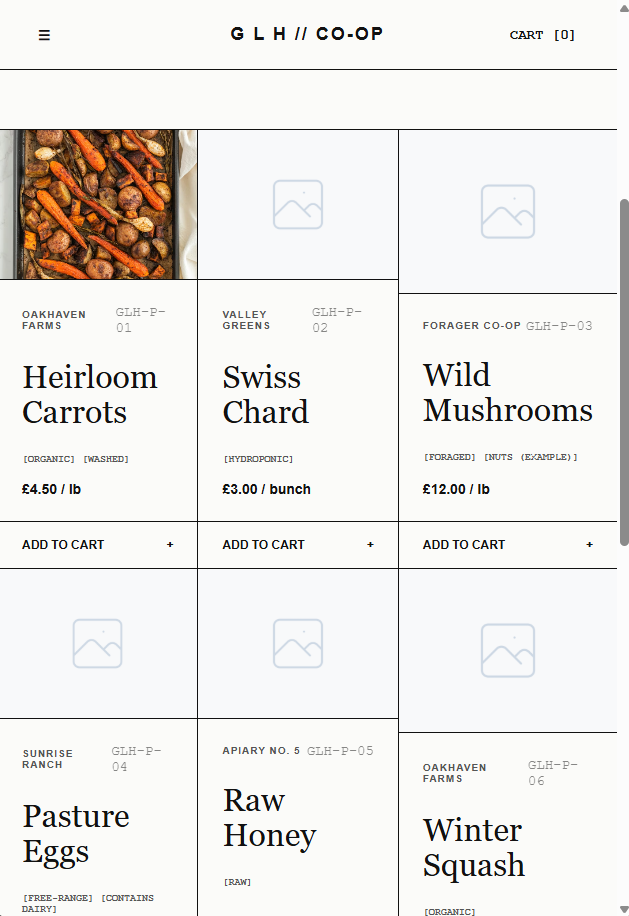 ☰ G L H // CO-OP CART [0]
OAKHAVEN FARMS GLH-P-01
Heirloom
Carrots
[ORGANIC] [WASHED]
£4.50 / lb
ADD TO CART +
VALLEY GREENS GLH-P-02
Swiss
Chard
[HYDROPONIC]
£3.00 / bunch
ADD TO CART +
FORAGER CO-OP GLH-P-03
Wild
Mushrooms
[FORAGED] [NUTS (EXAMPLE)]
£12.00 / lb
ADD TO CART +
SUNRISE RANCH GLH-P-04
Pasture
Eggs
[FREE-RANGE] [CONTAINS
DAIRY]
APIARY NO. 5 GLH-P-05
Raw
Honey
[RAW]
OAKHAVEN FARMS GLH-P-06
Winter
Squash
[ORGANIC]